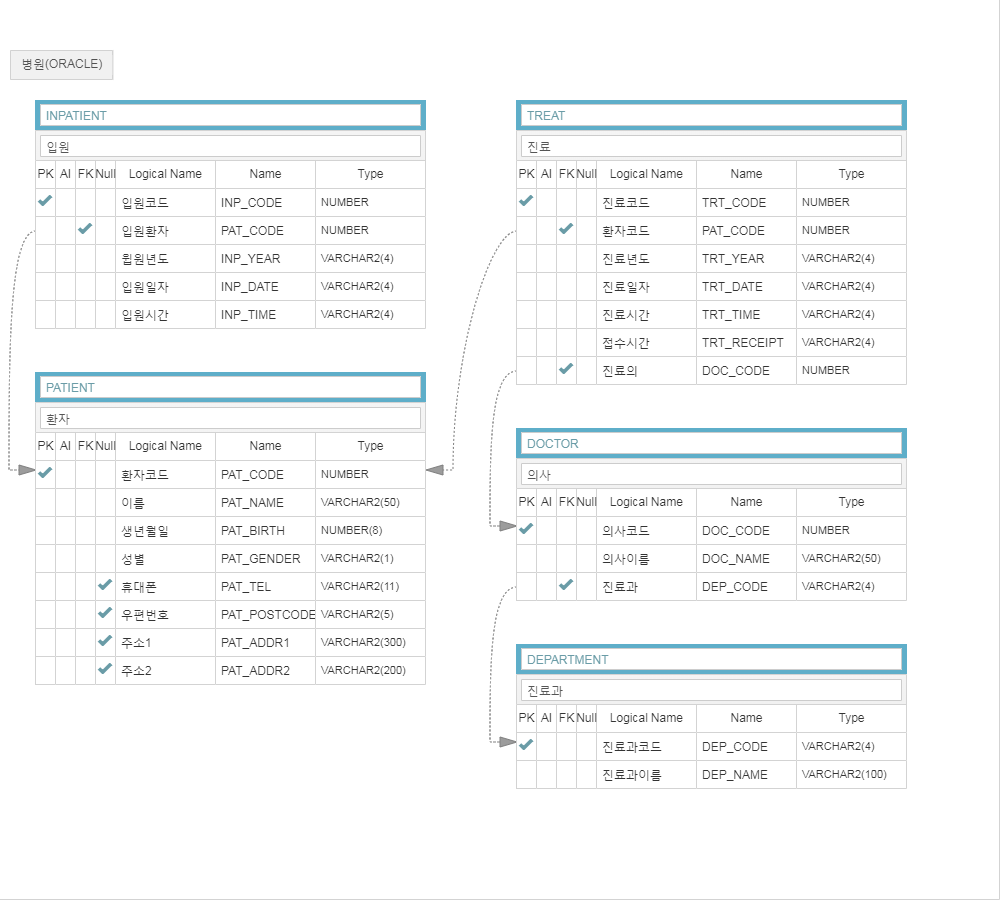 병원(ORACLE)
INPATIENT
입원
PK AI FK Null Logical Name Name Type
입원코드 INP_CODE NUMBER
입원환자 PAT_CODE NUMBER
윕원년도 INP_YEAR VARCHAR2(4)
입원일자 INP_DATE VARCHAR2(4)
입원시간 INP_TIME VARCHAR2(4)
PATIENT
환자
PK AI FK Null Logical Name Name Type
환자코드 PAT_CODE NUMBER
이름 PAT_NAME VARCHAR2(50)
생년월일 PAT_BIRTH NUMBER(8)
성별 PAT_GENDER VARCHAR2(1)
휴대폰 PAT_TEL VARCHAR2(11)
우편번호 PAT_POSTCODE VARCHAR2(5)
주소1 PAT_ADDR1 VARCHAR2(300)
주소2 PAT_ADDR2 VARCHAR2(200)
TREAT
진료
PK AI FK Null Logical Name Name Type
진료코드 TRT_CODE NUMBER
환자코드 PAT_CODE NUMBER
진료년도 TRT_YEAR VARCHAR2(4)
진료일자 TRT_DATE VARCHAR2(4)
진료시간 TRT_TIME VARCHAR2(4)
접수시간 TRT_RECEIPT VARCHAR2(4)
진료의 DOC_CODE NUMBER
DOCTOR
의사
PK AI FK Null Logical Name Name Type
의사코드 DOC_CODE NUMBER
의사이름 DOC_NAME VARCHAR2(50)
진료과 DEP_CODE VARCHAR2(4)
DEPARTMENT
진료과
PK AI FK Null Logical Name Name Type
진료과코드 DEP_CODE VARCHAR2(4)
진료과이름 DEP_NAME VARCHAR2(100)